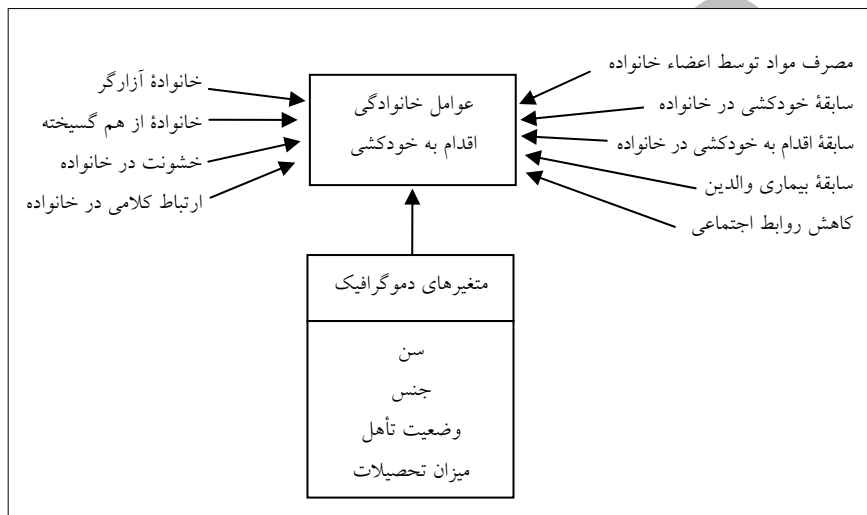 مصرف مواد توسط اعضاء خانواده
سابقهٔ خودکشی در خانواده
سابقهٔ اقدام به خودکشی در خانواده
سابقهٔ بیماری والدین
کاهش روابط اجتماعی
عوامل خانوادگی
اقدام به خودکشی
خانوادهٔ آزارگر
خانوادهٔ از هم گسیخته
خشونت در خانواده
ارتباط کلامی در خانواده
متغیرهای دموگرافیک
سن
جنس
وضعیت تأهل
میزان تحصیلات